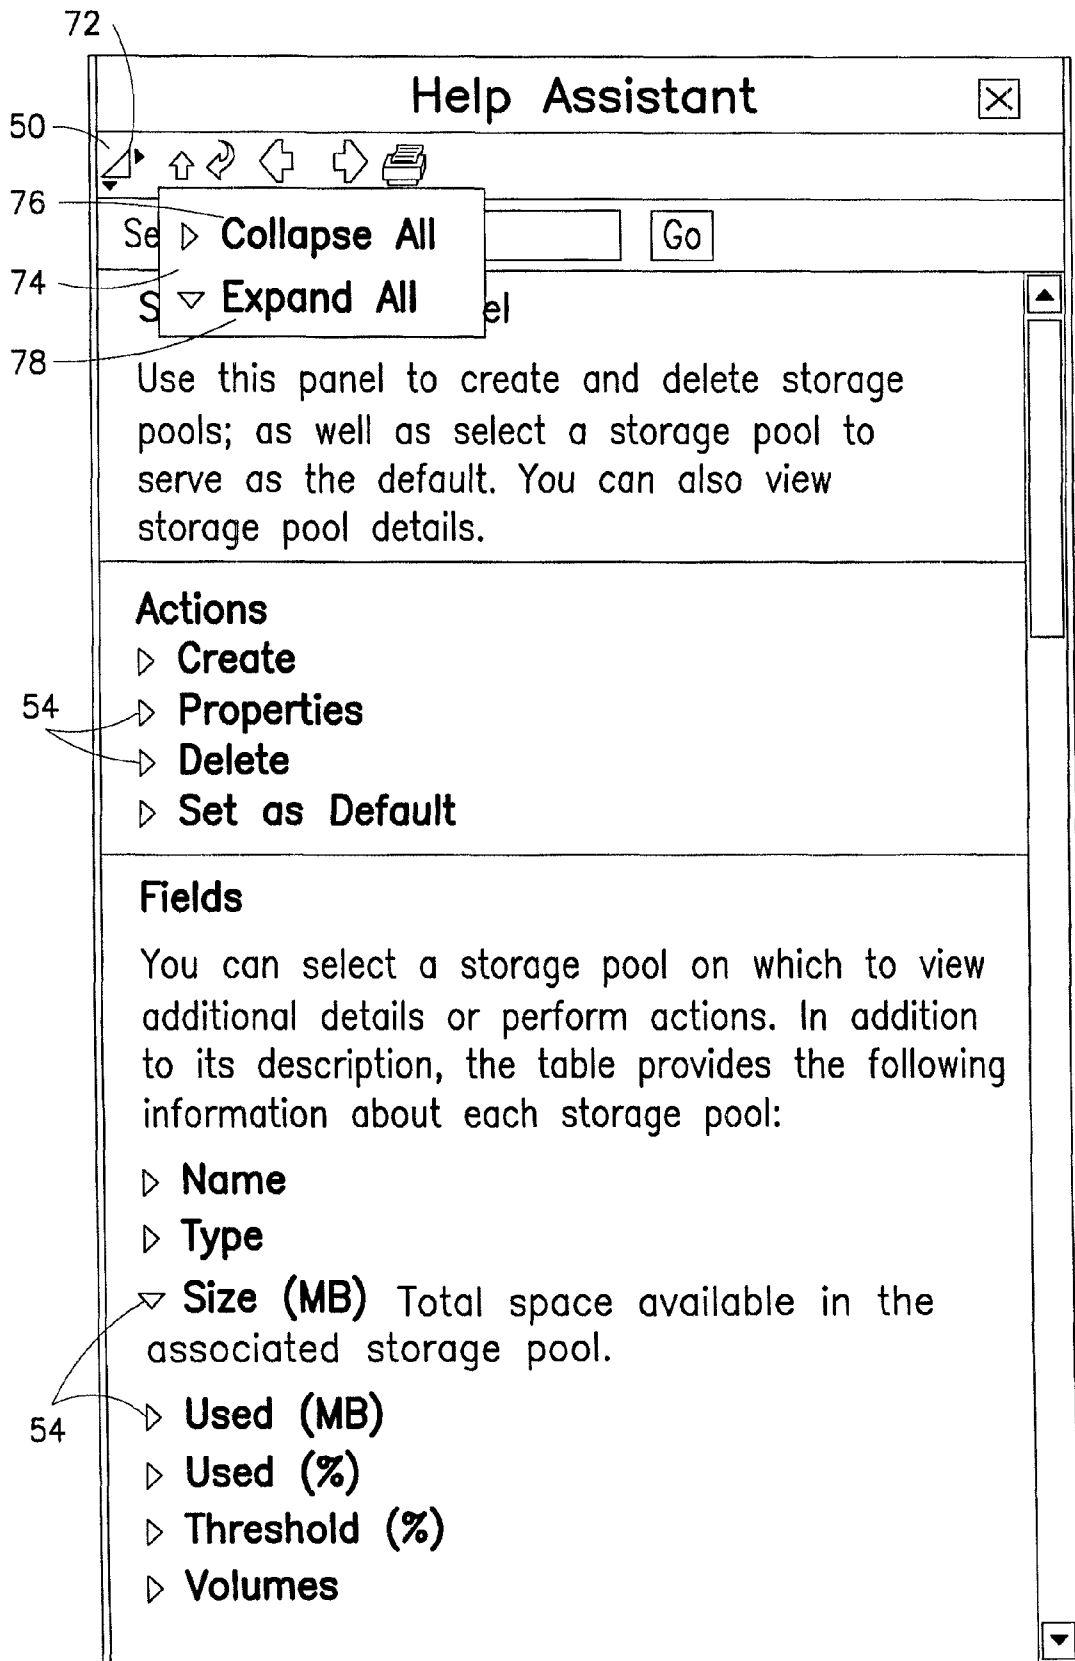 72
Help Assistant
50
76
Collapse All
Se
Go
74
Expand All
S
el
78
Use this panel to create and delete storage
pools; as well as select a storage pool to
serve as the default. You can also view
storage pool details.
Actions
Create
54
Properties
Delete
Set as Default
Fields
You can select a storage pool on which to view
additional details or perform actions. In addition
to its description, the table provides the following
information about each storage pool:
Name
Type
Size (MB) Total space available in the
associated storage pool.
54
Used (MB)
Used (%)
Threshold (%)
Volumes